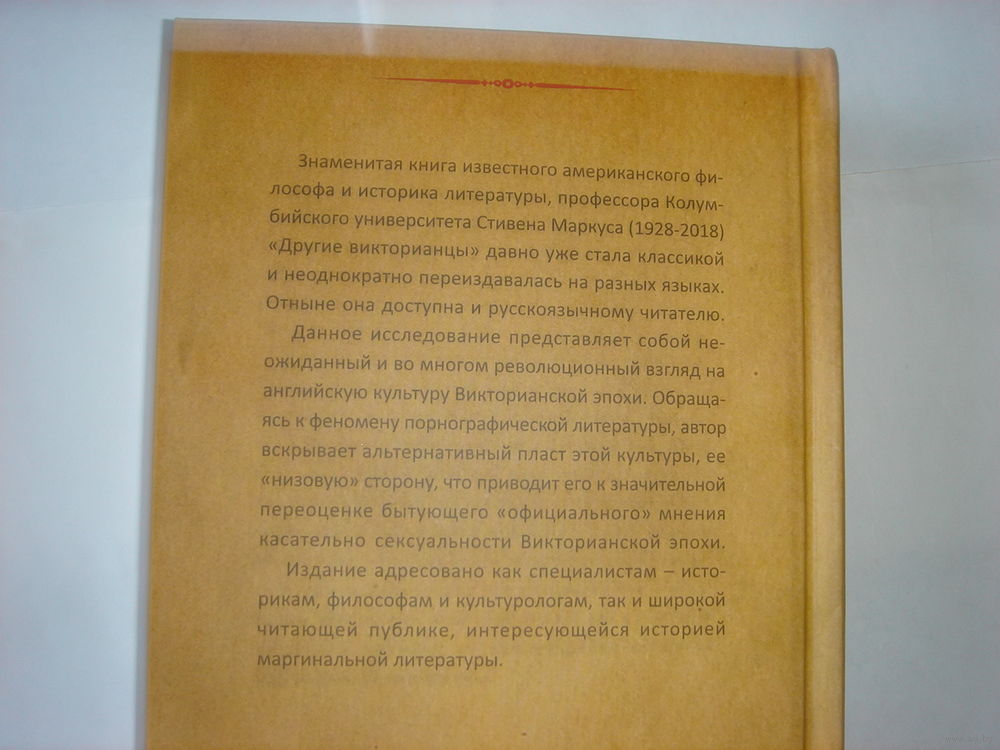 Знаменитая книга известного американского фи-
лософа и историка литературы, профессора Колум-
бийского университета Стивена Маркуса (1928-2018)
«Другие викторианцы» давно уже стала классикой
и неоднократно переиздавалась на разных языках.
Отныне она доступна и русскоязычному читателю.
Данное исследование представляет собой не-
ожиданный и во многом революционный взгляд на
английскую культуру Викторианской эпохи. Обраща-
ясь к феномену порнографической литературы, автор
вскрывает альтернативный пласт этой культуры, ее
«низовую» сторону, что приводит его к значительной
переоценке бытующего «официального» мнения
касательно сексуальности Викторианской эпохи.
Издание адресовано как специалистам – исто-
рикам, философам и культурологам, так и широкой
читающей публике, интересующейся историей
маргинальной литературы.